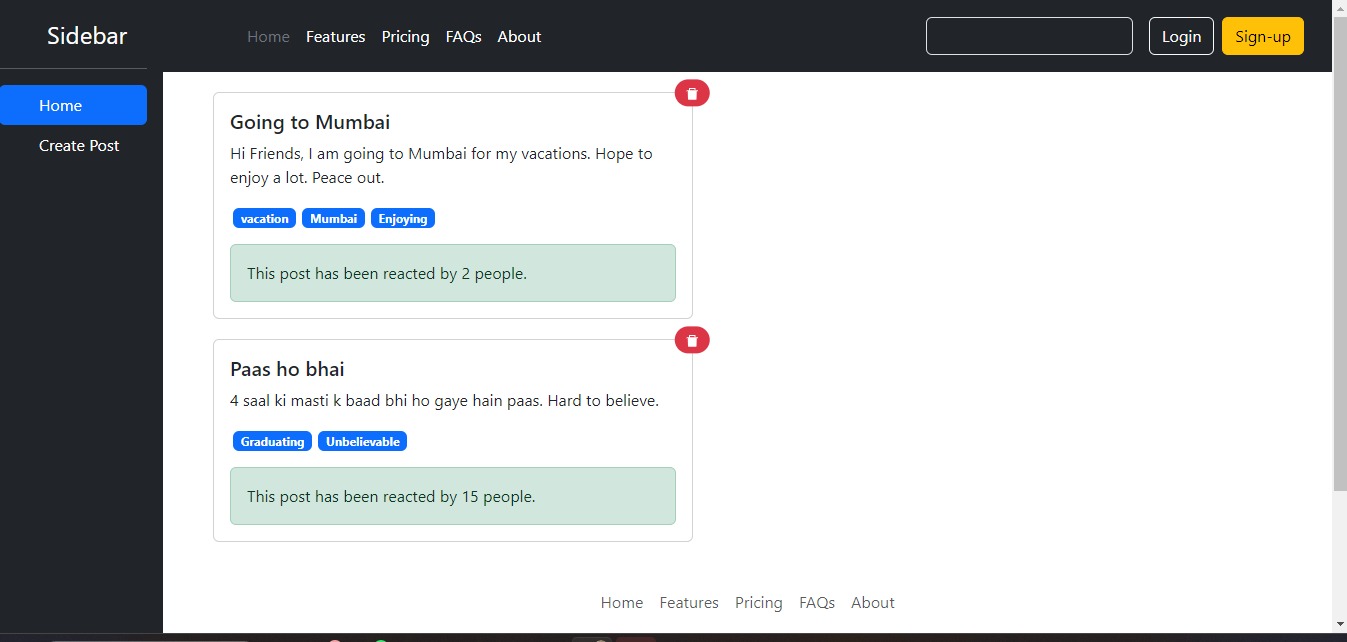 Sidebar
Home Features Pricing FAQs About
Login Sign-up
Home
Create Post
Going to Mumbai
Hi Friends, I am going to Mumbai for my vacations. Hope to
enjoy a lot. Peace out.
vacation Mumbai Enjoying
This post has been reacted by 2 people.
Paas ho bhai
4 saal ki masti k baad bhi ho gaye hain paas. Hard to believe.
Graduating Unbelievable
This post has been reacted by 15 people.
Home Features Pricing FAQs About